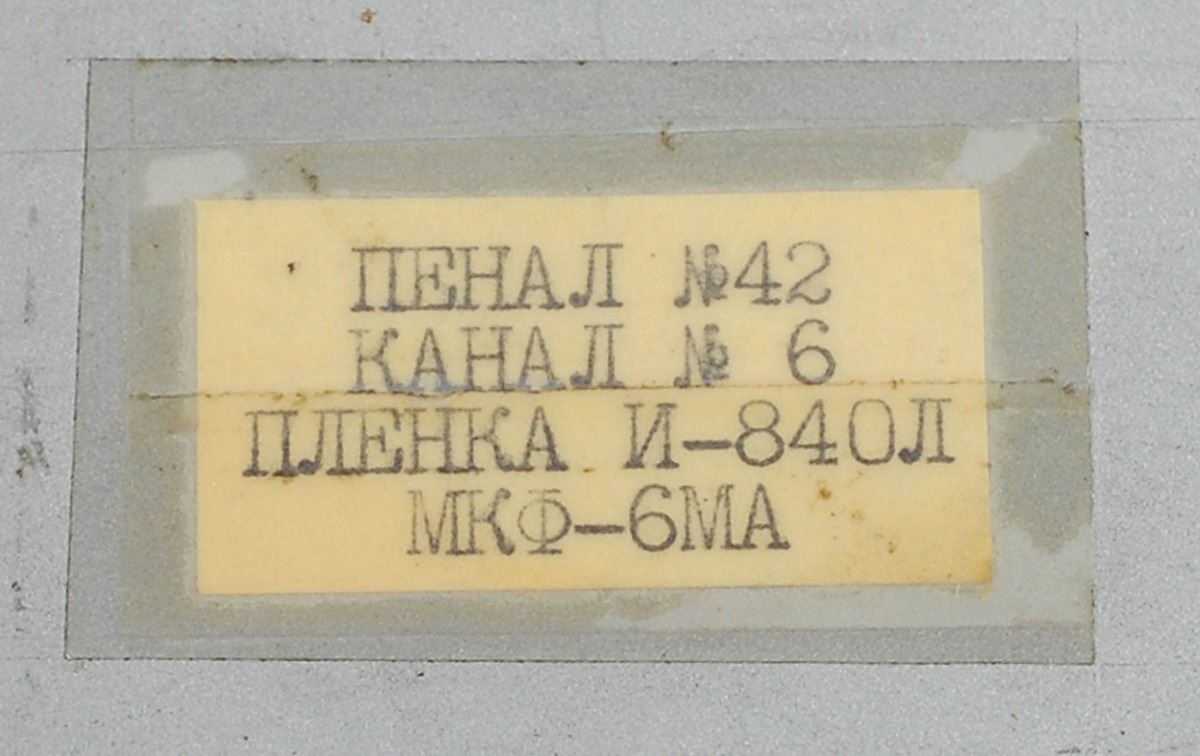 ПЕНАЛ №42
КАНАЛ № 6
ПЛЕНКА И-840Л
МКФ-6МА